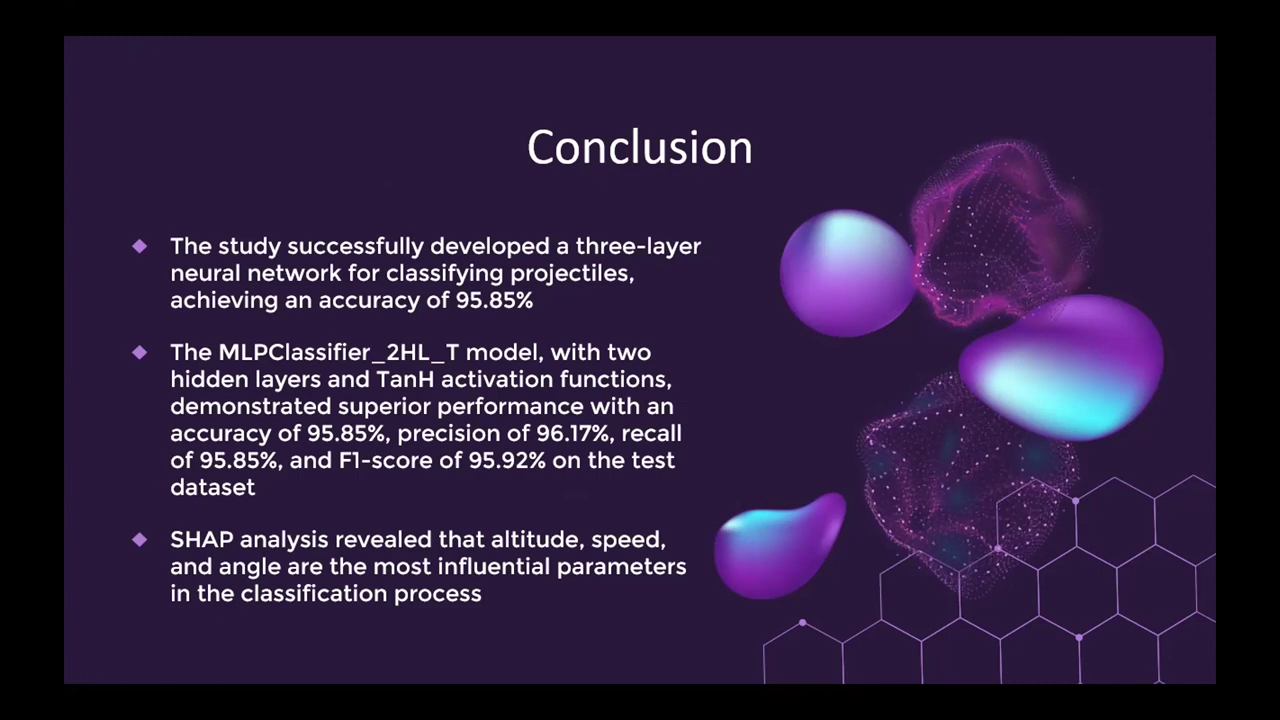 Conclusion
The study successfully developed a three-layer
neural network for classifying projectiles,
achieving an accuracy of 95.85%
The MLPClassifier_2HL_T model, with two
hidden layers and TanH activation functions,
demonstrated superior performance with an
accuracy of 95.85%, precision of 96.17%, recall
of 95.85%, and F1-score of 95.92% on the test
dataset
SHAP analysis revealed that altitude, speed,
and angle are the most influential parameters
in the classification process